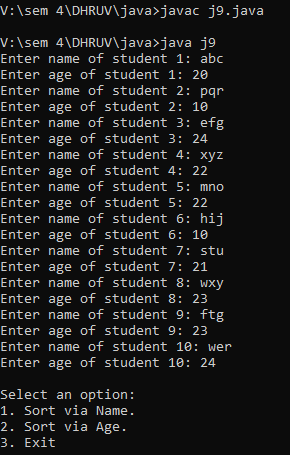 V:\sem 4\DHRUV\java>javac j9.java
V:\sem 4\DHRUV\java>java j9
Enter name of student 1: abc
Enter age of student 1: 20
Enter name of student 2: pqr
Enter age of student 2: 10
Enter name of student 3: efg
Enter age of student 3: 24
Enter name of student 4: xyz
Enter age of student 4: 22
Enter name of student 5: mno
Enter age of student 5: 22
Enter name of student 6: hij
Enter age of student 6: 10
Enter name of student 7: stu
Enter age of student 7: 21
Enter name of student 8: wxy
Enter age of student 8: 23
Enter name of student 9: ftg
Enter age of student 9: 23
Enter name of student 10: wer
Enter age of student 10: 24
Select an option:
1. Sort via Name.
2. Sort via Age.
3. Exit